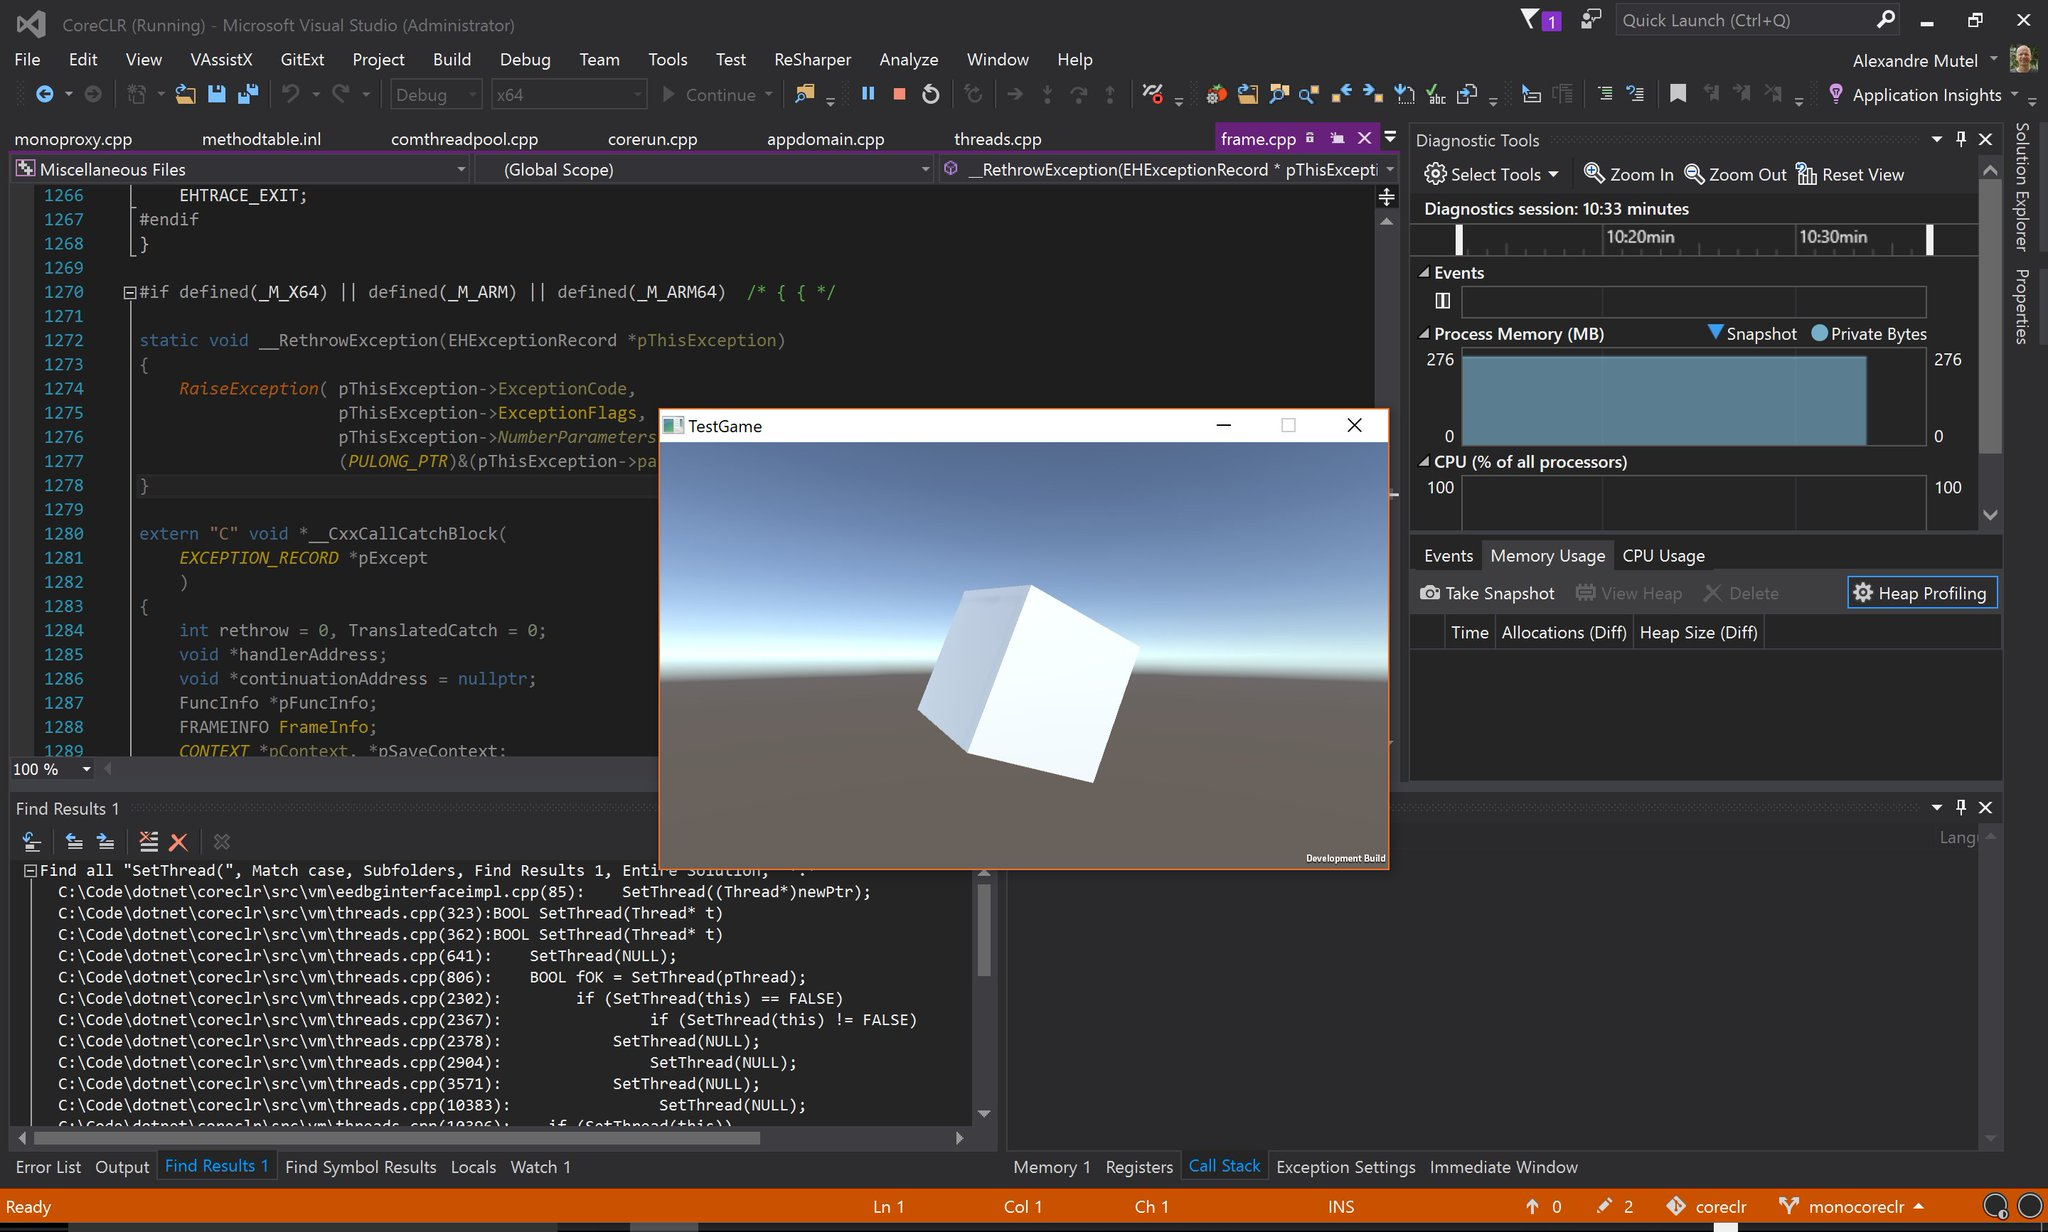 CoreCLR (Running) - Microsoft Visual Studio (Administrator)
1
Quick Launch (Ctrl+Q)
File Edit View VAssistX GitExt Project Build Debug Team Tools Test ReSharper Analyze Window Help
Alexandre Mutel
Debug x64 Continue
Application Insights
monoproxy.cpp methodtable.inl comthreadpool.cpp corerun.cpp appdomain.cpp threads.cpp frame.cpp
Miscellaneous Files (Global Scope) __RethrowException(EHExceptionRecord * pThisExcepti
1266 EHTRACE_EXIT;
1267 #endif
1268 }
1269
1270 #if defined(_M_X64) || defined(_M_ARM) || defined(_M_ARM64) /* { { */
1271
1272 static void __RethrowException(EHExceptionRecord *pThisException)
1273 {
1274 RaiseException( pThisException->ExceptionCode,
1275 pThisException->ExceptionFlags,
1276 pThisException->NumberParameters
1277 (PULONG_PTR)&(pThisException->pa
1278 }
1279
1280 extern "C" void *__CxxCallCatchBlock(
1281 EXCEPTION_RECORD *pExcept
1282 )
1283 {
1284 int rethrow = 0, TranslatedCatch = 0;
1285 void *handlerAddress;
1286 void *continuationAddress = nullptr;
1287 FuncInfo *pFuncInfo;
1288 FRAMEINFO FrameInfo;
1289 CONTEXT *pContext, *pSaveContext;
100 %
TestGame
Development Build
Diagnostic Tools
Select Tools Zoom In Zoom Out Reset View
Diagnostics session: 10:33 minutes
10:20min 10:30min
Events
Process Memory (MB) Snapshot Private Bytes
276 276
0 0
CPU (% of all processors)
100 100
Events Memory Usage CPU Usage
Take Snapshot View Heap Delete Heap Profiling
Time Allocations (Diff) Heap Size (Diff)
Solution Explorer
Properties
Find Results 1
Find all "SetThread(", Match case, Subfolders, Find Results 1, Entire Solution,
C:\Code\dotnet\coreclr\src\vm\eedbginterfaceimpl.cpp(85): SetThread((Thread*)newPtr);
C:\Code\dotnet\coreclr\src\vm\threads.cpp(323):BOOL SetThread(Thread* t)
C:\Code\dotnet\coreclr\src\vm\threads.cpp(362):BOOL SetThread(Thread* t)
C:\Code\dotnet\coreclr\src\vm\threads.cpp(641): SetThread(NULL);
C:\Code\dotnet\coreclr\src\vm\threads.cpp(806): BOOL fOK = SetThread(pThread);
C:\Code\dotnet\coreclr\src\vm\threads.cpp(2302): if (SetThread(this) == FALSE)
C:\Code\dotnet\coreclr\src\vm\threads.cpp(2367): if (SetThread(this) != FALSE)
C:\Code\dotnet\coreclr\src\vm\threads.cpp(2378): SetThread(NULL);
C:\Code\dotnet\coreclr\src\vm\threads.cpp(2904): SetThread(NULL);
C:\Code\dotnet\coreclr\src\vm\threads.cpp(3571): SetThread(NULL);
C:\Code\dotnet\coreclr\src\vm\threads.cpp(10383): SetThread(NULL);
C:\Code\dotnet\coreclr\src\vm\threads.cpp(10396): if (SetThread(this))
Lang
Error List Output Find Results 1 Find Symbol Results Locals Watch 1
Memory 1 Registers Call Stack Exception Settings Immediate Window
Ready Ln 1 Col 1 Ch 1 INS 0 2 coreclr monocoreclr